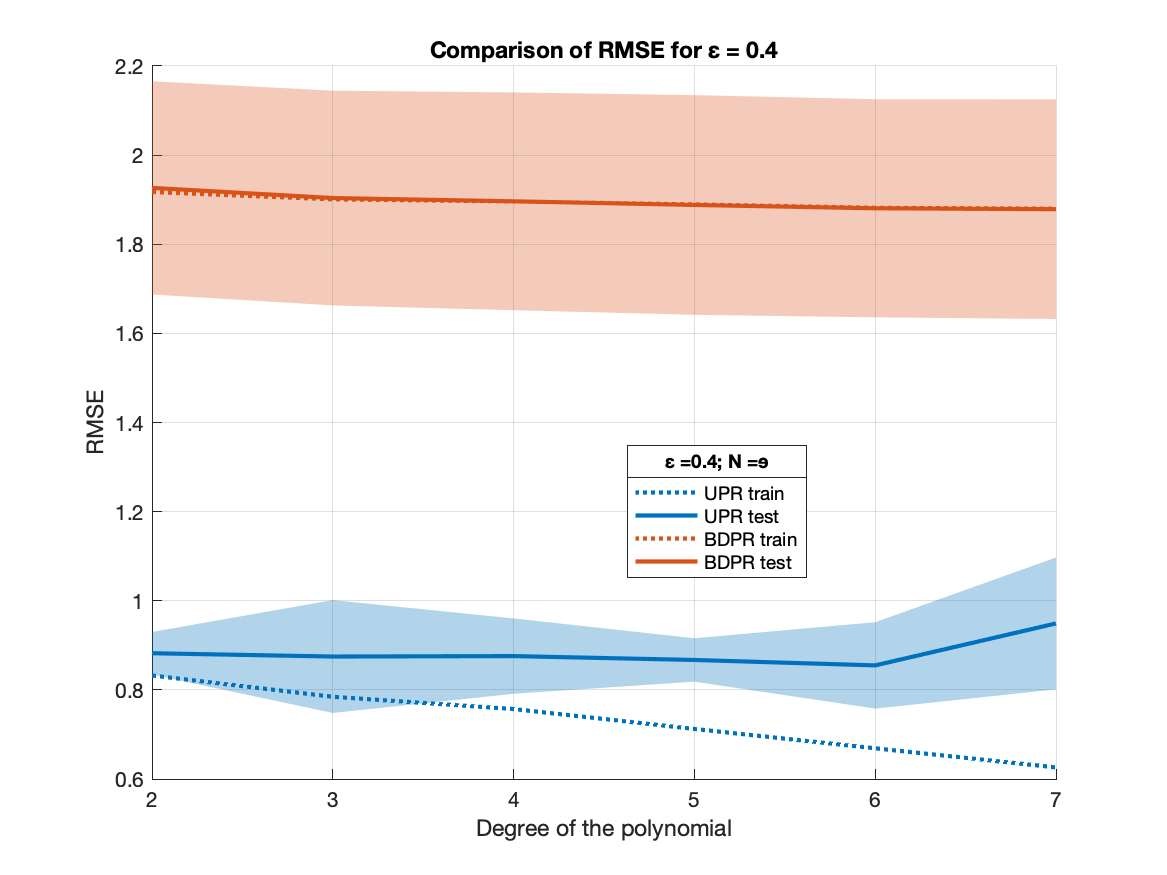 Comparison of RMSE for ε = 0.4
2.2
2
1.8
1.6
1.4
1.2
1
0.8
0.6
RMSE
ε =0.4; N =ɘ
UPR train
UPR test
BDPR train
BDPR test
2 3 4 5 6 7
Degree of the polynomial